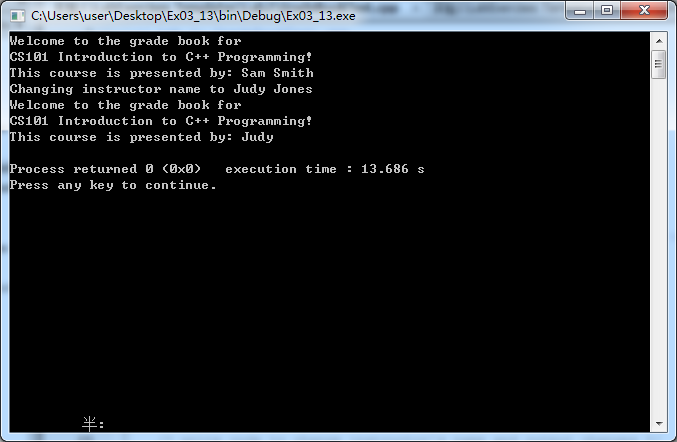 C:\Users\user\Desktop\Ex03_13\bin\Debug\Ex03_13.exe
Welcome to the grade book for
CS101 Introduction to C++ Programming!
This course is presented by: Sam Smith
Changing instructor name to Judy Jones
Welcome to the grade book for
CS101 Introduction to C++ Programming!
This course is presented by: Judy
Process returned 0 (0x0)   execution time : 13.686 s
Press any key to continue.
半: